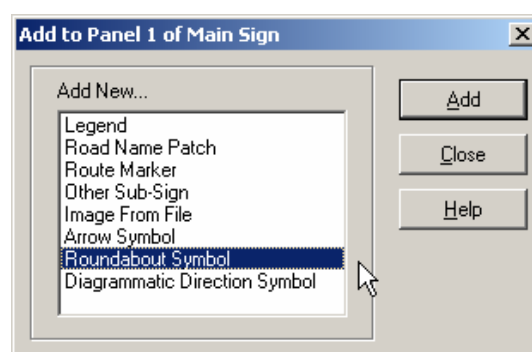 Add to Panel 1 of Main Sign
Add New...
Legend
Road Name Patch
Route Marker
Other Sub-Sign
Image From File
Arrow Symbol
Roundabout Symbol
Diagrammatic Direction Symbol
Add
Close
Help